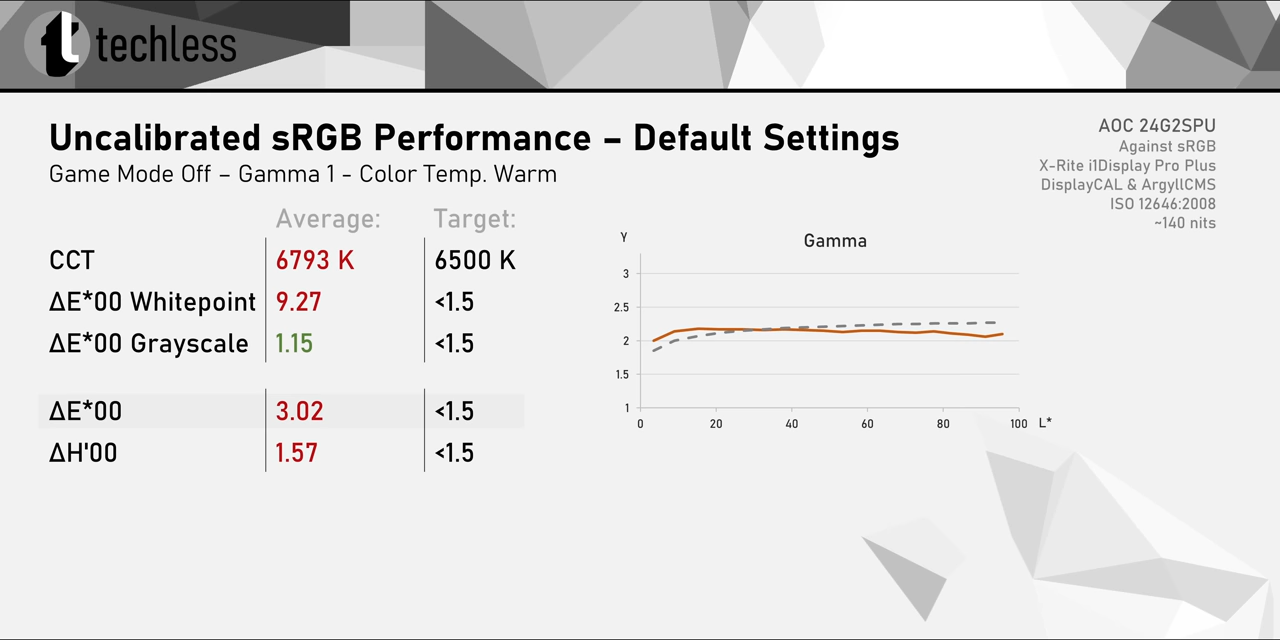 techless
Uncalibrated sRGB Performance – Default Settings
Game Mode Off – Gamma 1 - Color Temp. Warm
AOC 24G2SPU
Against sRGB
X-Rite i1Display Pro Plus
DisplayCAL & ArgyllCMS
ISO 12646:2008
~140 nits
Average: Target:
CCT 6793 K 6500 K
ΔE*00 Whitepoint 9.27 <1.5
ΔE*00 Grayscale 1.15 <1.5
ΔE*00 3.02 <1.5
ΔH'00 1.57 <1.5
Y
Gamma
3
2.5
2
1.5
1
0 20 40 60 80 100 L*